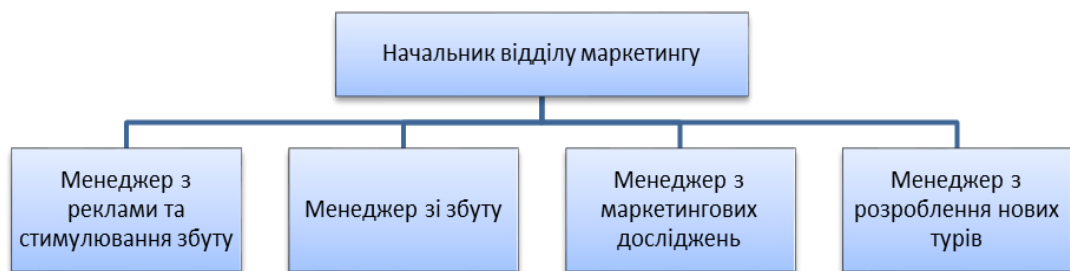 Начальник відділу маркетингу
Менеджер з
реклами та
стимулювання збуту
Менеджер зі збуту
Менеджер з
маркетингових
досліджень
Менеджер з
розроблення нових
турів